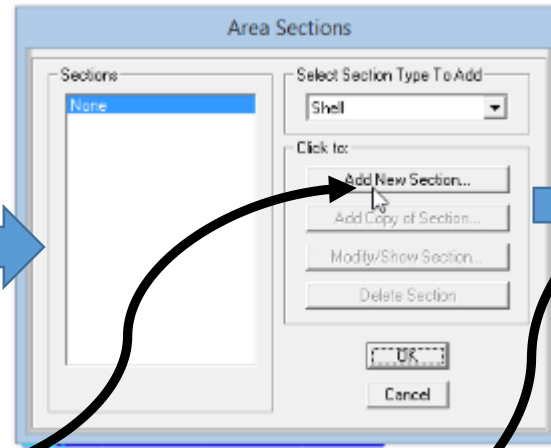 Area Sections
Sections
None
Select Section Type To Add
Shell
Click to:
Add New Section...
Add Copy of Section...
Modify/Show Section...
Delete Section
OK
Cancel